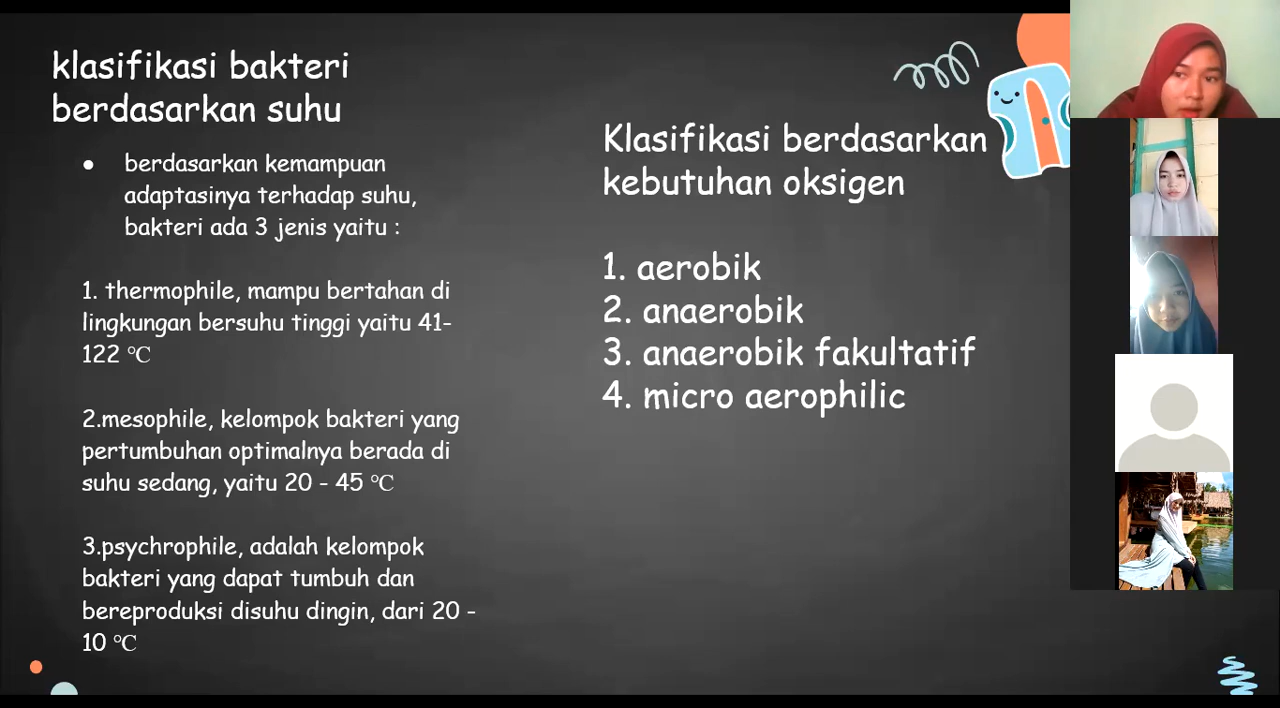 klasifikasi bakteri
berdasarkan suhu
● berdasarkan kemampuan
adaptasinya terhadap suhu,
bakteri ada 3 jenis yaitu :
1. thermophile, mampu bertahan di
lingkungan bersuhu tinggi yaitu 41-
122 °C
2.mesophile, kelompok bakteri yang
pertumbuhan optimalnya berada di
suhu sedang, yaitu 20 - 45 °C
3.psychrophile, adalah kelompok
bakteri yang dapat tumbuh dan
bereproduksi disuhu dingin, dari 20 -
10 °C
Klasifikasi berdasarkan
kebutuhan oksigen
1. aerobik
2. anaerobik
3. anaerobik fakultatif
4. micro aerophilic